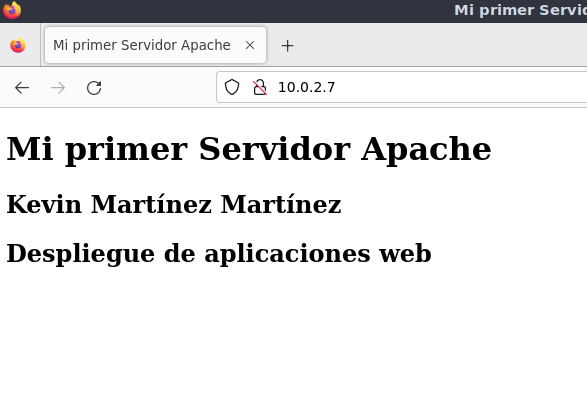 Mi primer Servid
Mi primer Servidor Apache
10.0.2.7
Mi primer Servidor Apache
Kevin Martínez Martínez
Despliegue de aplicaciones web